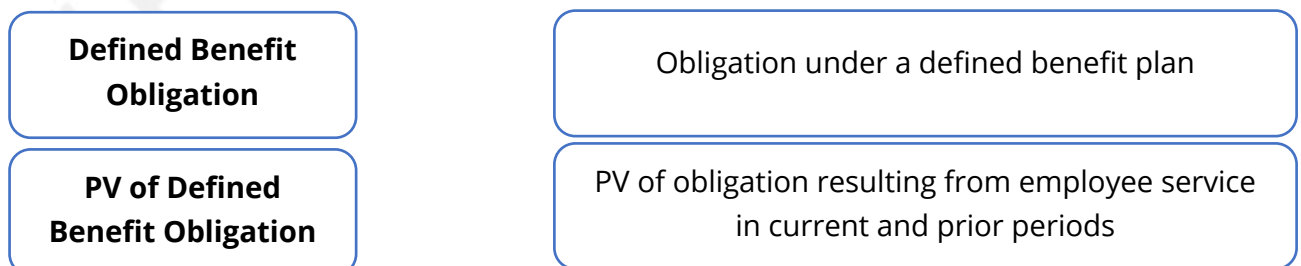 Defined Benefit
Obligation
Obligation under a defined benefit plan
PV of Defined
Benefit Obligation
PV of obligation resulting from employee service
in current and prior periods